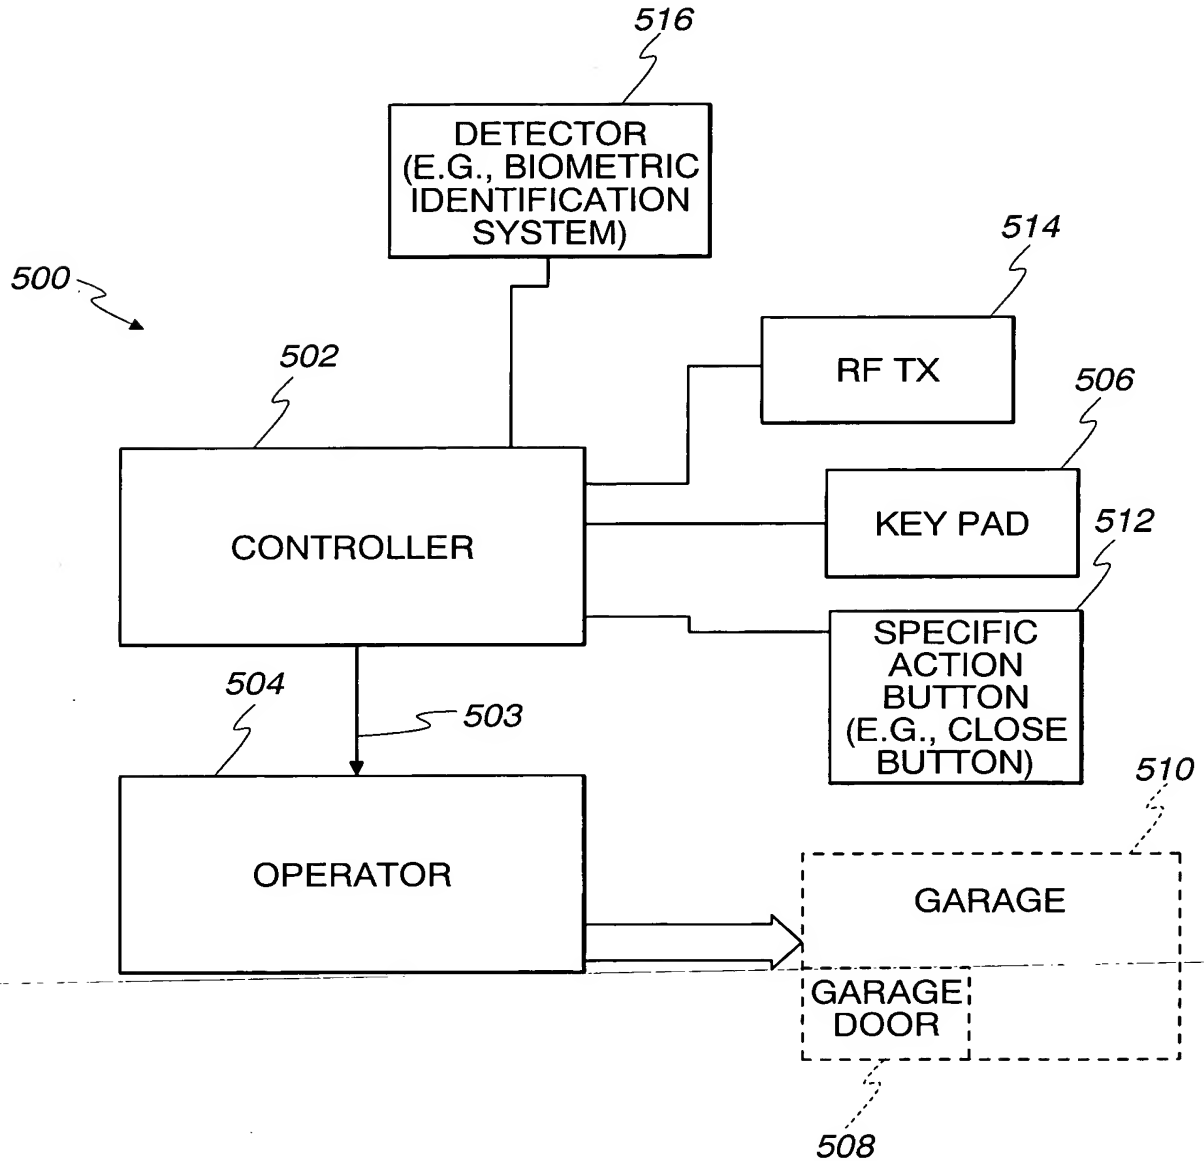 516
DETECTOR
(E.G., BIOMETRIC
IDENTIFICATION
SYSTEM)
514
500
RF TX
502
506
KEY PAD
512
CONTROLLER
SPECIFIC
ACTION
BUTTON
(E.G., CLOSE
BUTTON)
504
503
510
OPERATOR
GARAGE
GARAGE
DOOR
508